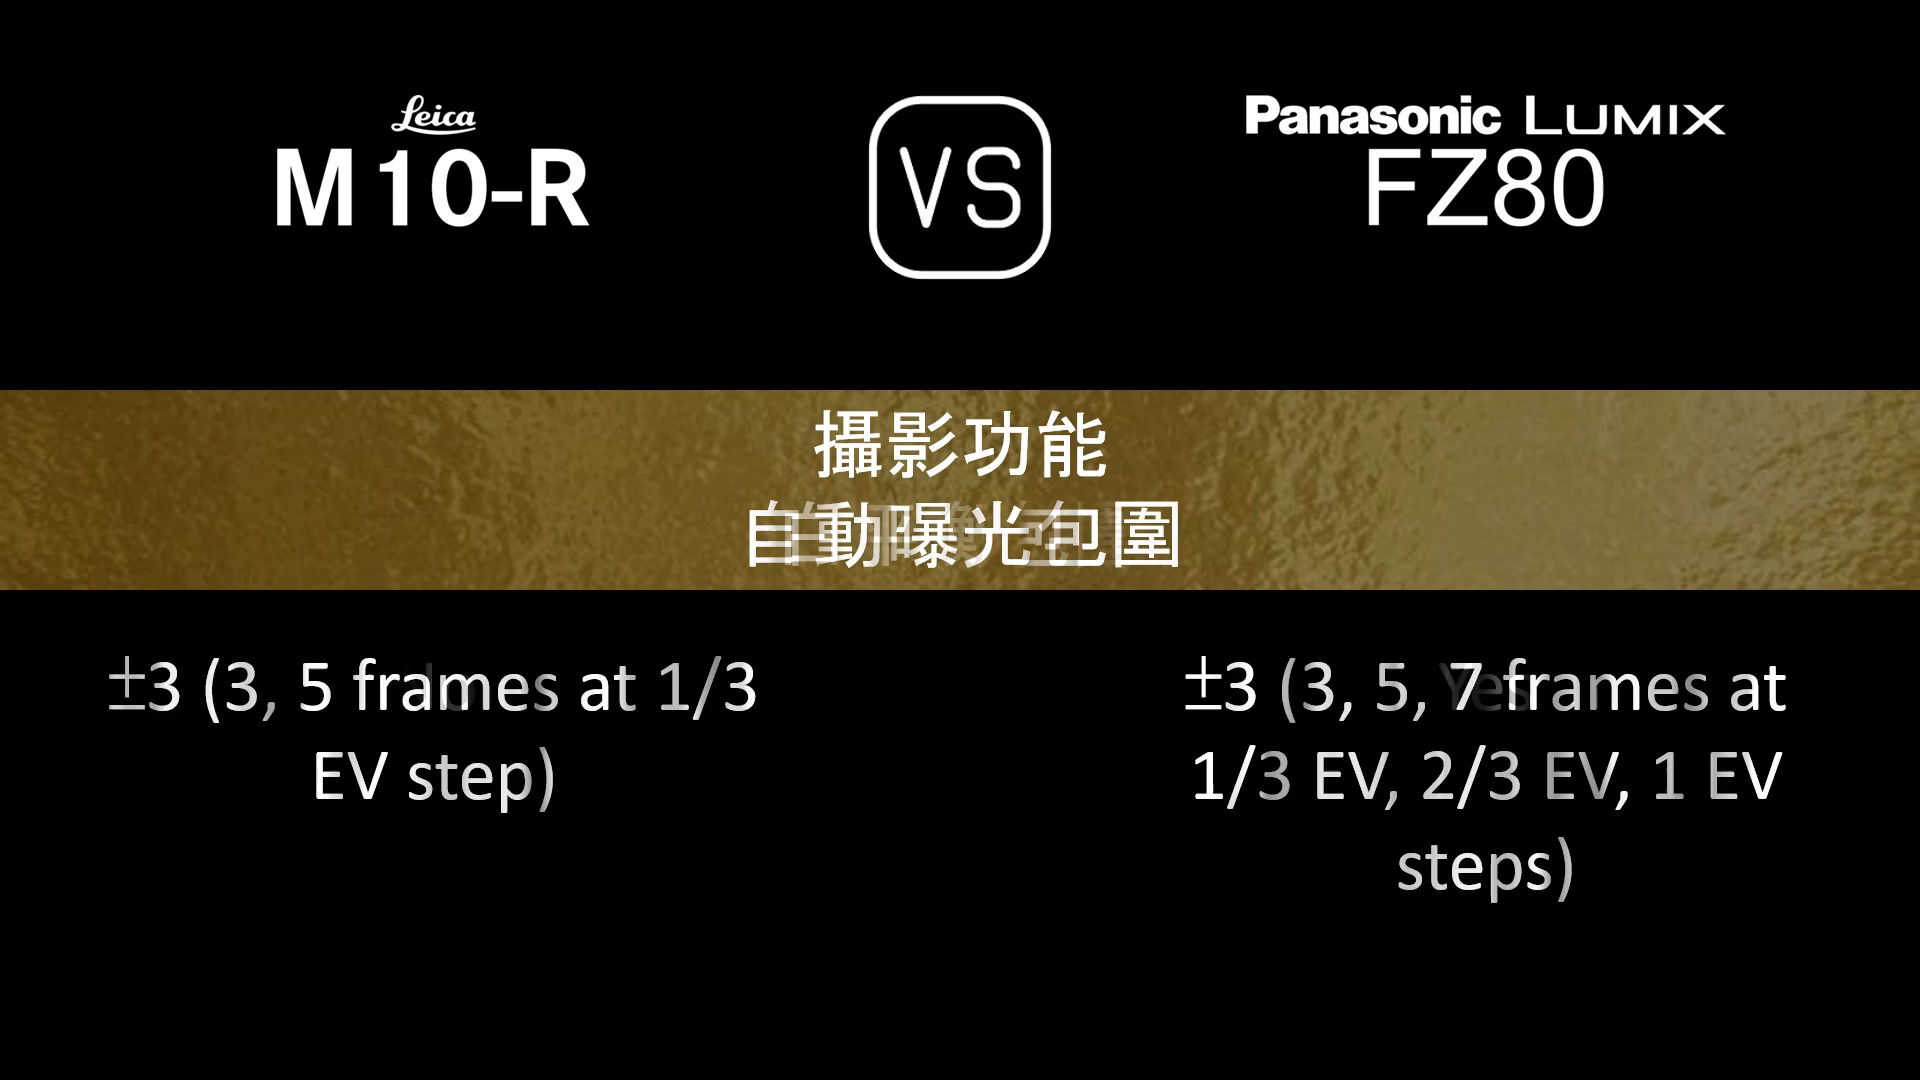 Leica
M10-R
VS
Panasonic LUMIX
FZ80
攝影功能
自動曝光包圍
±3 (3, 5 frames at 1/3
EV step)
±3 (3, 5, 7 frames at
1/3 EV, 2/3 EV, 1 EV
steps)